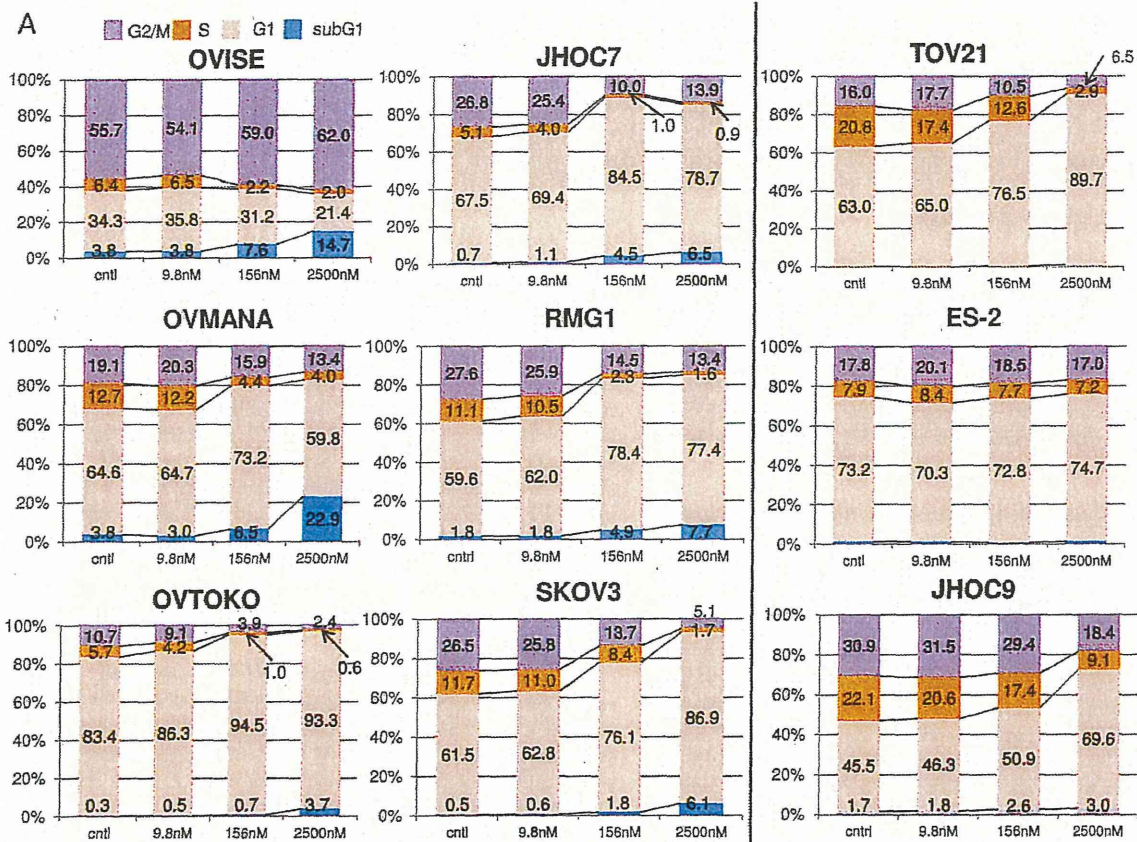 A
G2/M S G1 subG1
OVISE
100%
80%
60%
40%
20%
0%
55.7 54.1 59.0 62.0
6.4 6.5 2.2 2.0
34.3 35.8 31.2 21.4
3.8 3.8 7.6 14.7
cntl 9.8nM 156nM 2500nM
JHOC7
100%
80%
60%
40%
20%
0%
26.8 25.4 10.0 13.9
5.1 4.0 1.0 0.9
67.5 69.4 84.5 78.7
0.7 1.1 4.5 6.5
cntl 9.8nM 156nM 2500nM
TOV21
6.5
100%
80%
60%
40%
20%
0%
16.0 17.7 10.5
20.8 17.4 12.6 2.9
63.0 65.0 76.5 89.7
cntl 9.8nM 156nM 2500nM
OVMANA
100%
80%
60%
40%
20%
0%
19.1 20.3 15.9 13.4
12.7 12.2 4.4 4.0
64.6 64.7 73.2 59.8
3.8 3.0 6.5 22.9
cntl 9.8nM 156nM 2500nM
RMG1
100%
80%
60%
40%
20%
0%
27.6 25.9 14.5 13.4
11.1 10.5 2.3 1.6
59.6 62.0 78.4 77.4
1.8 1.8 4.9 7.7
cntl 9.8nM 156nM 2500nM
ES-2
100%
80%
60%
40%
20%
0%
17.8 20.1 18.5 17.0
7.9 8.4 7.7 7.2
73.2 70.3 72.8 74.7
cntl 9.8nM 156nM 2500nM
OVTOKO
100%
80%
60%
40%
20%
0%
10.7 9.1 3.9 2.4
5.7 4.2 1.0 0.6
83.4 86.3 94.5 93.3
0.3 0.5 0.7 3.7
cntl 9.8nM 156nM 2500nM
SKOV3
100%
80%
60%
40%
20%
0%
26.5 25.8 13.7 5.1
11.7 11.0 8.4 1.7
61.5 62.8 76.1 86.9
0.5 0.6 1.8 6.1
cntl 9.8nM 156nM 2500nM
JHOC9
100%
80%
60%
40%
20%
0%
30.9 31.5 29.4 18.4
22.1 20.6 17.4 9.1
45.5 46.3 50.9 69.6
1.7 1.8 2.6 3.0
cntrl 9.8nM 156nM 2500nM